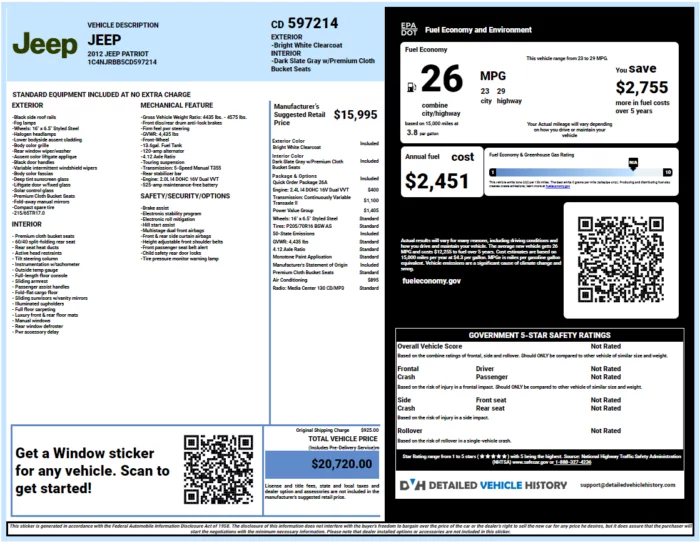 Jeep
VEHICLE DESCRIPTION
JEEP
2012 JEEP PATRIOT
1C4NJRBB5CD597214
CD 597214
EXTERIOR
-Bright White Clearcoat
INTERIOR
-Dark Slate Gray w/Premium Cloth
Bucket Seats
STANDARD EQUIPMENT INCLUDED AT NO EXTRA CHARGE
EXTERIOR
-Black side roof rails
-Fog lamps
-Wheels: 16" x 6.5" Styled Steel
-Halogen headlamps
-Lower bodyside accent cladding
-Body color grille
-Rear window wiper/washer
-Accent color liftgate applique
-Black door handles
-Variable intermittent windshield wipers
-Body color fascias
-Deep tint sunscreen glass
-Liftgate door w/fixed glass
-Solar control glass
-Premium Cloth Bucket Seats
-Fold-away manual mirrors
-Compact spare tire
-215/65TR17.0
INTERIOR
- Premium cloth bucket seats
- 60/40 split-folding rear seat
- Rear seat heat ducts
- Active head restraints
- Tilt steering column
- Instrumentation w/tachometer
- Outside temp gauge
- Full-length floor console
- Sliding armrest
- Passenger assist handles
- Fold-flat cargo floor
- Sliding sunvisors w/vanity mirrors
- Illuminated cupholders
- Full floor carpeting
- Luxury front & rear floor mats
- Manual windows
- Rear window defroster
- Pwr accessory delay
MECHANICAL FEATURE
-Gross Vehicle Weight Ratio: 4435 lbs. - 4575 lbs.
-Front disc/rear drum anti-lock brakes
-Firm feel pwr steering
-GVWR: 4,435 lbs
-Front-Wheel
-13.6gal. Fuel Tank
-120-amp alternator
-4.12 Axle Ratio
-Touring suspension
-Transmission: 5-Speed Manual T355
-Rear stabilizer bar
-Engine: 2.0L I4 DOHC 16V Dual VVT
-525-amp maintenance-free battery
SAFETY/SECURITY/OPTIONS
-Brake assist
-Electronic stability program
-Electronic roll mitigation
-Hill start assist
-Multistage dual front airbags
-Front & rear side curtain airbags
-Height adjustable front shoulder belts
-Front passenger seat belt alert
-Child safety rear door locks
-Tire pressure monitor warning lamp
Manufacturer's
Suggested Retail
Price
$15,995
Exterior Color
Bright White Clearcoat Included
Interior Color
Dark Slate Gray w/Premium Cloth
Bucket Seats Included
Package & Options
Quick Order Package 26A Included
Engine: 2.4L I4 DOHC 16V Dual VVT $400
Transmission: Continuously Variable
Transaxle II $1,100
Power Value Group $1,405
Wheels: 16" x 6.5" Styled Steel Standard
Tires: P205/70R16 BSW AS Standard
50-State Emissions Included
GVWR: 4,435 lbs Standard
4.12 Axle Ratio Standard
Monotone Paint Application Standard
Manufacturer's Statement of Origin Included
Premium Cloth Bucket Seats Standard
Air Conditioning $895
Radio: Media Center 130 CD/MP3 Standard
Original Shipping Charge $925.00
TOTAL VEHICLE PRICE
(Includes Pre-Delivery Service)
$20,720.00
License and title fees, state and local taxes and
dealer option and accessories are not included in the
manufacturer's suggested retail price.
Get a Window sticker
for any vehicle. Scan to
get started!
EPA
DOT
Fuel Economy and Environment
Fuel Economy
26
MPG
23 29
city highway
combine
city/highway
based on 15,000 miles at
3.8 per gallon
This vehicle range from 23 to 29 MPG.
You save
$2,755
more in fuel costs
over 5 years
Your Actual mileage will vary depending
on how you drive or maintain your
vehicle
Annual fuel cost
$2,451
Fuel Economy & Greenhouse Gas Rating
N/A
1 10
Actual results will vary for many reasons, including driving conditions and
how you drive and maintain your vehicle. The average new vehicle gets 26
MPG and costs $12,255 to fuel over 5 years. Cost estimates are based on
15,000 miles per year at $4.3 per gallon. MPGe is miles per gasoline gallon
equivalent. Vehicle emissions are a significant cause of climate change and
smog.
fueleconomy.gov
GOVERNMENT 5-STAR SAFETY RATINGS
Overall Vehicle Score Not Rated
Based on the combine ratings of frontal, side and rollover. Should ONLY be compared to other vehicle of similar size and weight.
Frontal Driver Not Rated
Crash Passenger Not Rated
Based on the risk of injury in a frontal impact. Should ONLY be compared to other vehicle of similar size and weight.
Side Front seat Not Rated
Crash Rear seat Not Rated
Based on the risk of injury in a side impact.
Rollover Not Rated
Based on the risk of rollover in a single-vehicle crash.
Star Rating range from 1 to 5 stars (★★★★★) with 5 being the highest. Source: National Highway Traffic Safety Administration
(NHTSA) www.safecar.gov or 1-888-327-4236
DVH DETAILED VEHICLE HISTORY
support@detailedvehiclehistory.com
This sticker is generated in accordance with the Federal Automobile Information Disclosure Act of 1958. The disclosure of this information does not interfere with the buyer's freedom to bargain over the price of the car or the dealer's right to sell the new car for any price he desires, but it does assure that the purchaser will
start the negotiations with the minimum necessary information. Please note that dealer installed options or accessories are not included in this sticker.